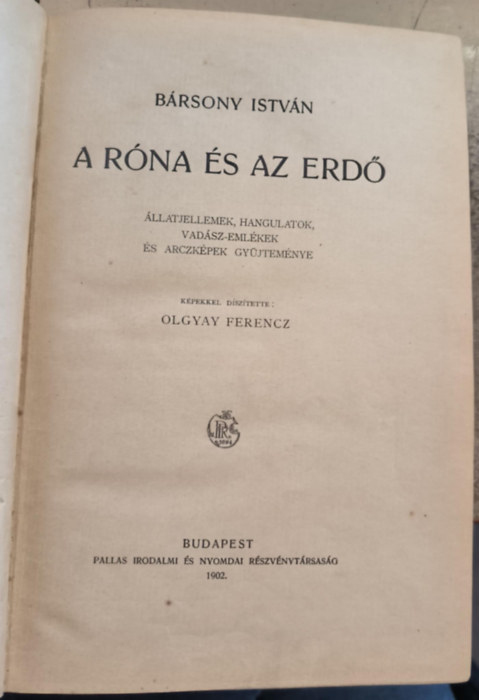 BÁRSONY ISTVÁN
A RÓNA ÉS AZ ERDŐ
ÁLLATJELLEMEK, HANGULATOK,
VADÁSZ-EMLÉKEK
ÉS ARCZKÉPEK GYŰJTEMÉNYE
KÉPEKKEL DÍSZÍTETTE:
OLGYAY FERENCZ
BUDAPEST
PALLAS IRODALMI ÉS NYOMDAI RÉSZVÉNYTÁRSASÁG
1902.